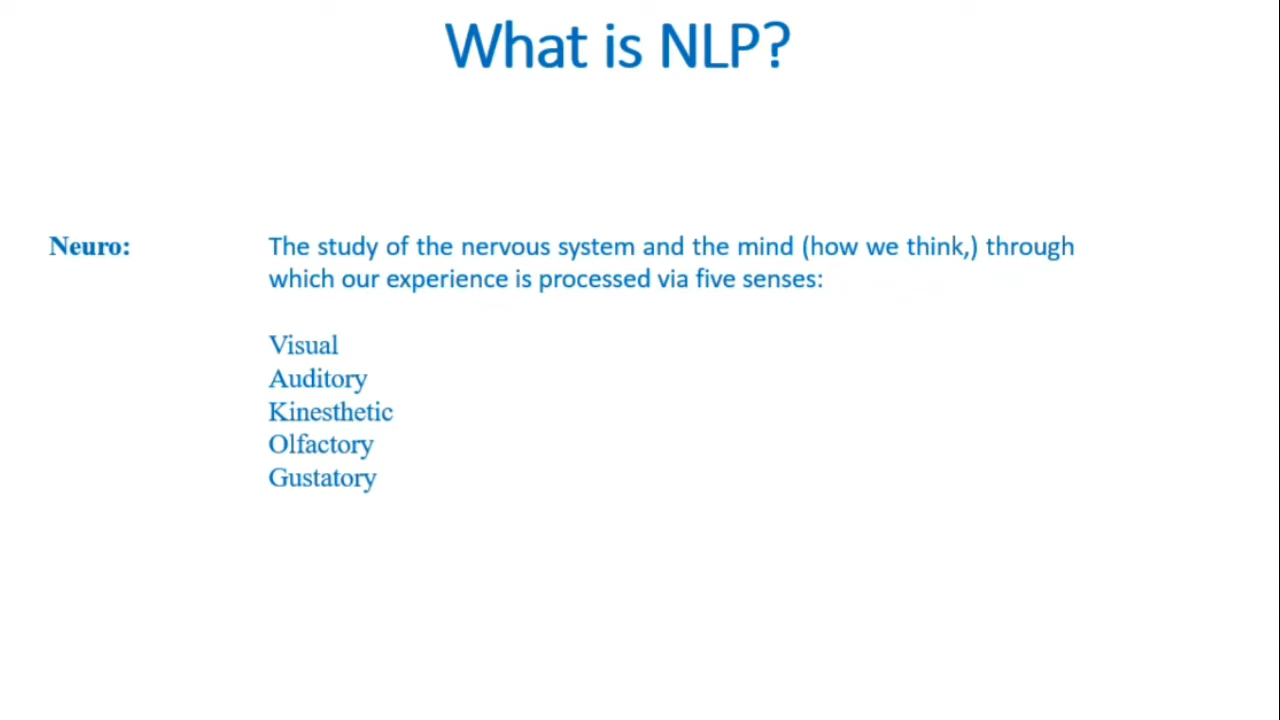 What is NLP?
Neuro: The study of the nervous system and the mind (how we think,) through
which our experience is processed via five senses:
Visual
Auditory
Kinesthetic
Olfactory
Gustatory